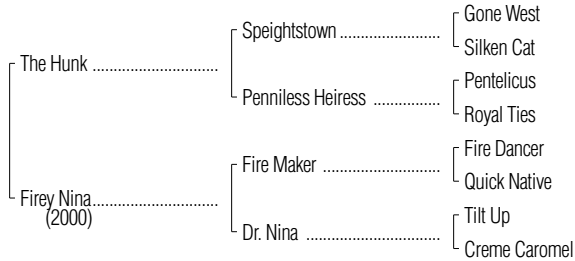 Gone West
Speightstown ....................
Silken Cat
The Hunk .........................
Pentelicus
Penniless Heiress .............
Royal Ties
Fire Dancer
Fire Maker .......................
Quick Native
Firey Nina.........................
(2000)
Tilt Up
Dr. Nina ...........................
Creme Caromel